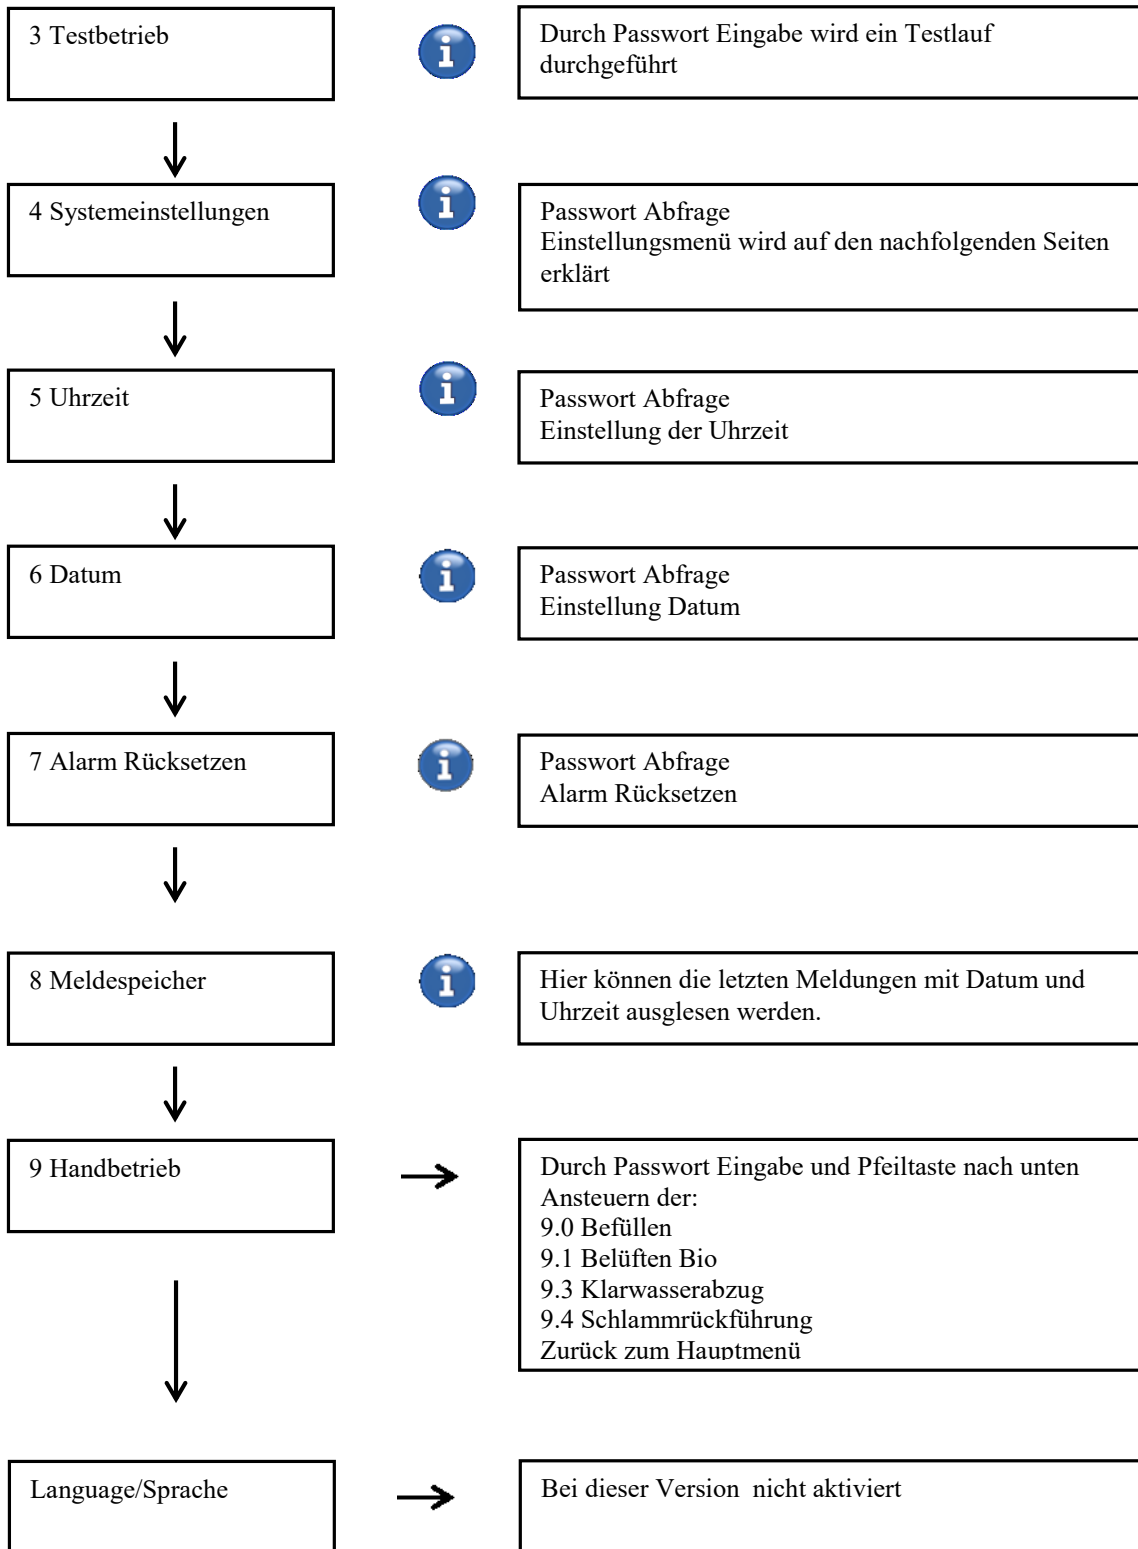 3 Testbetrieb
Durch Passwort Eingabe wird ein Testlauf
durchgeführt
4 Systemeinstellungen
Passwort Abfrage
Einstellungsmenü wird auf den nachfolgenden Seiten
erklärt
5 Uhrzeit
Passwort Abfrage
Einstellung der Uhrzeit
6 Datum
Passwort Abfrage
Einstellung Datum
7 Alarm Rücksetzen
Passwort Abfrage
Alarm Rücksetzen
8 Meldespeicher
Hier können die letzten Meldungen mit Datum und
Uhrzeit ausglesen werden.
9 Handbetrieb
Durch Passwort Eingabe und Pfeiltaste nach unten
Ansteuern der:
9.0 Befüllen
9.1 Belüften Bio
9.3 Klarwasserabzug
9.4 Schlammrückführung
Zurück zum Hauptmenü
Language/Sprache
Bei dieser Version  nicht aktiviert